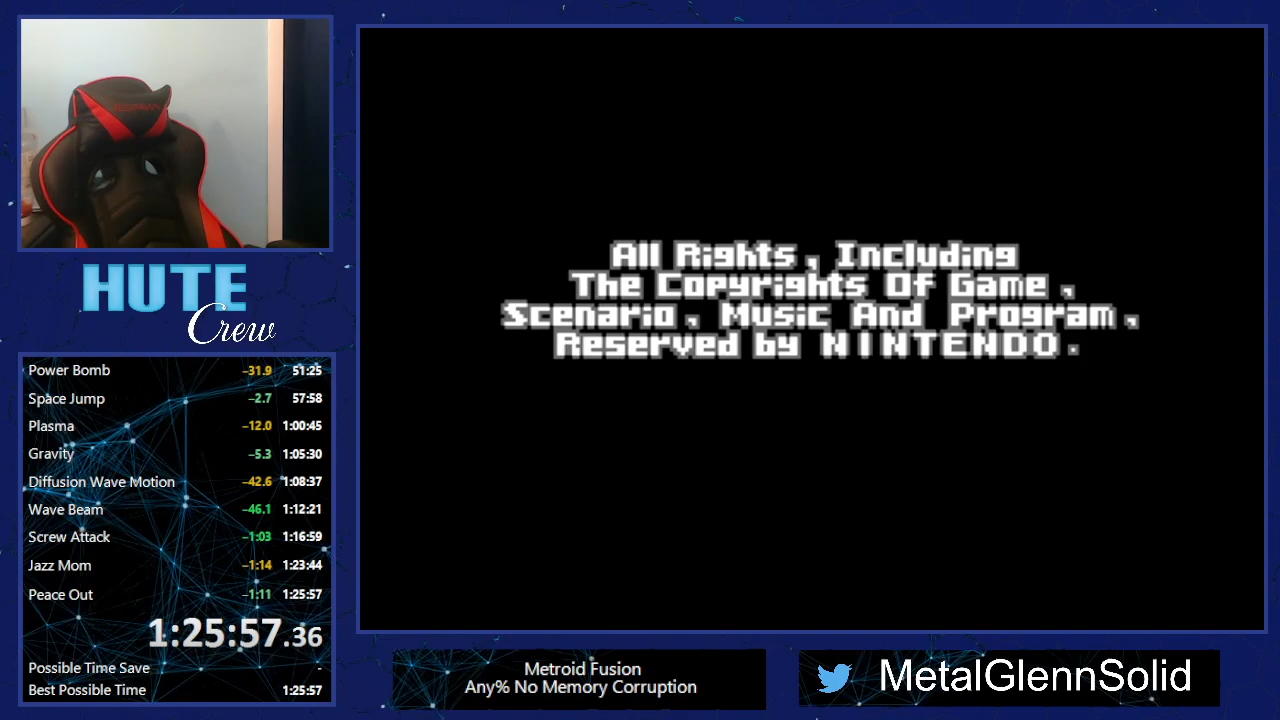 HUTE
Crew
Power Bomb −31.9 51:25
Space Jump −2.7 57:58
Plasma −12.0 1:00:45
Gravity −5.3 1:05:30
Diffusion Wave Motion −42.6 1:08:37
Wave Beam −46.1 1:12:21
Screw Attack −1:03 1:16:59
Jazz Mom −1:14 1:23:44
Peace Out −1:11 1:25:57
1:25:57.36
Possible Time Save -
Best Possible Time 1:25:57
All Rights, Including
The Copyrights Of Game,
Scenario, Music And Program,
Reserved by NINTENDO.
Metroid Fusion
Any% No Memory Corruption
MetalGlennSolid